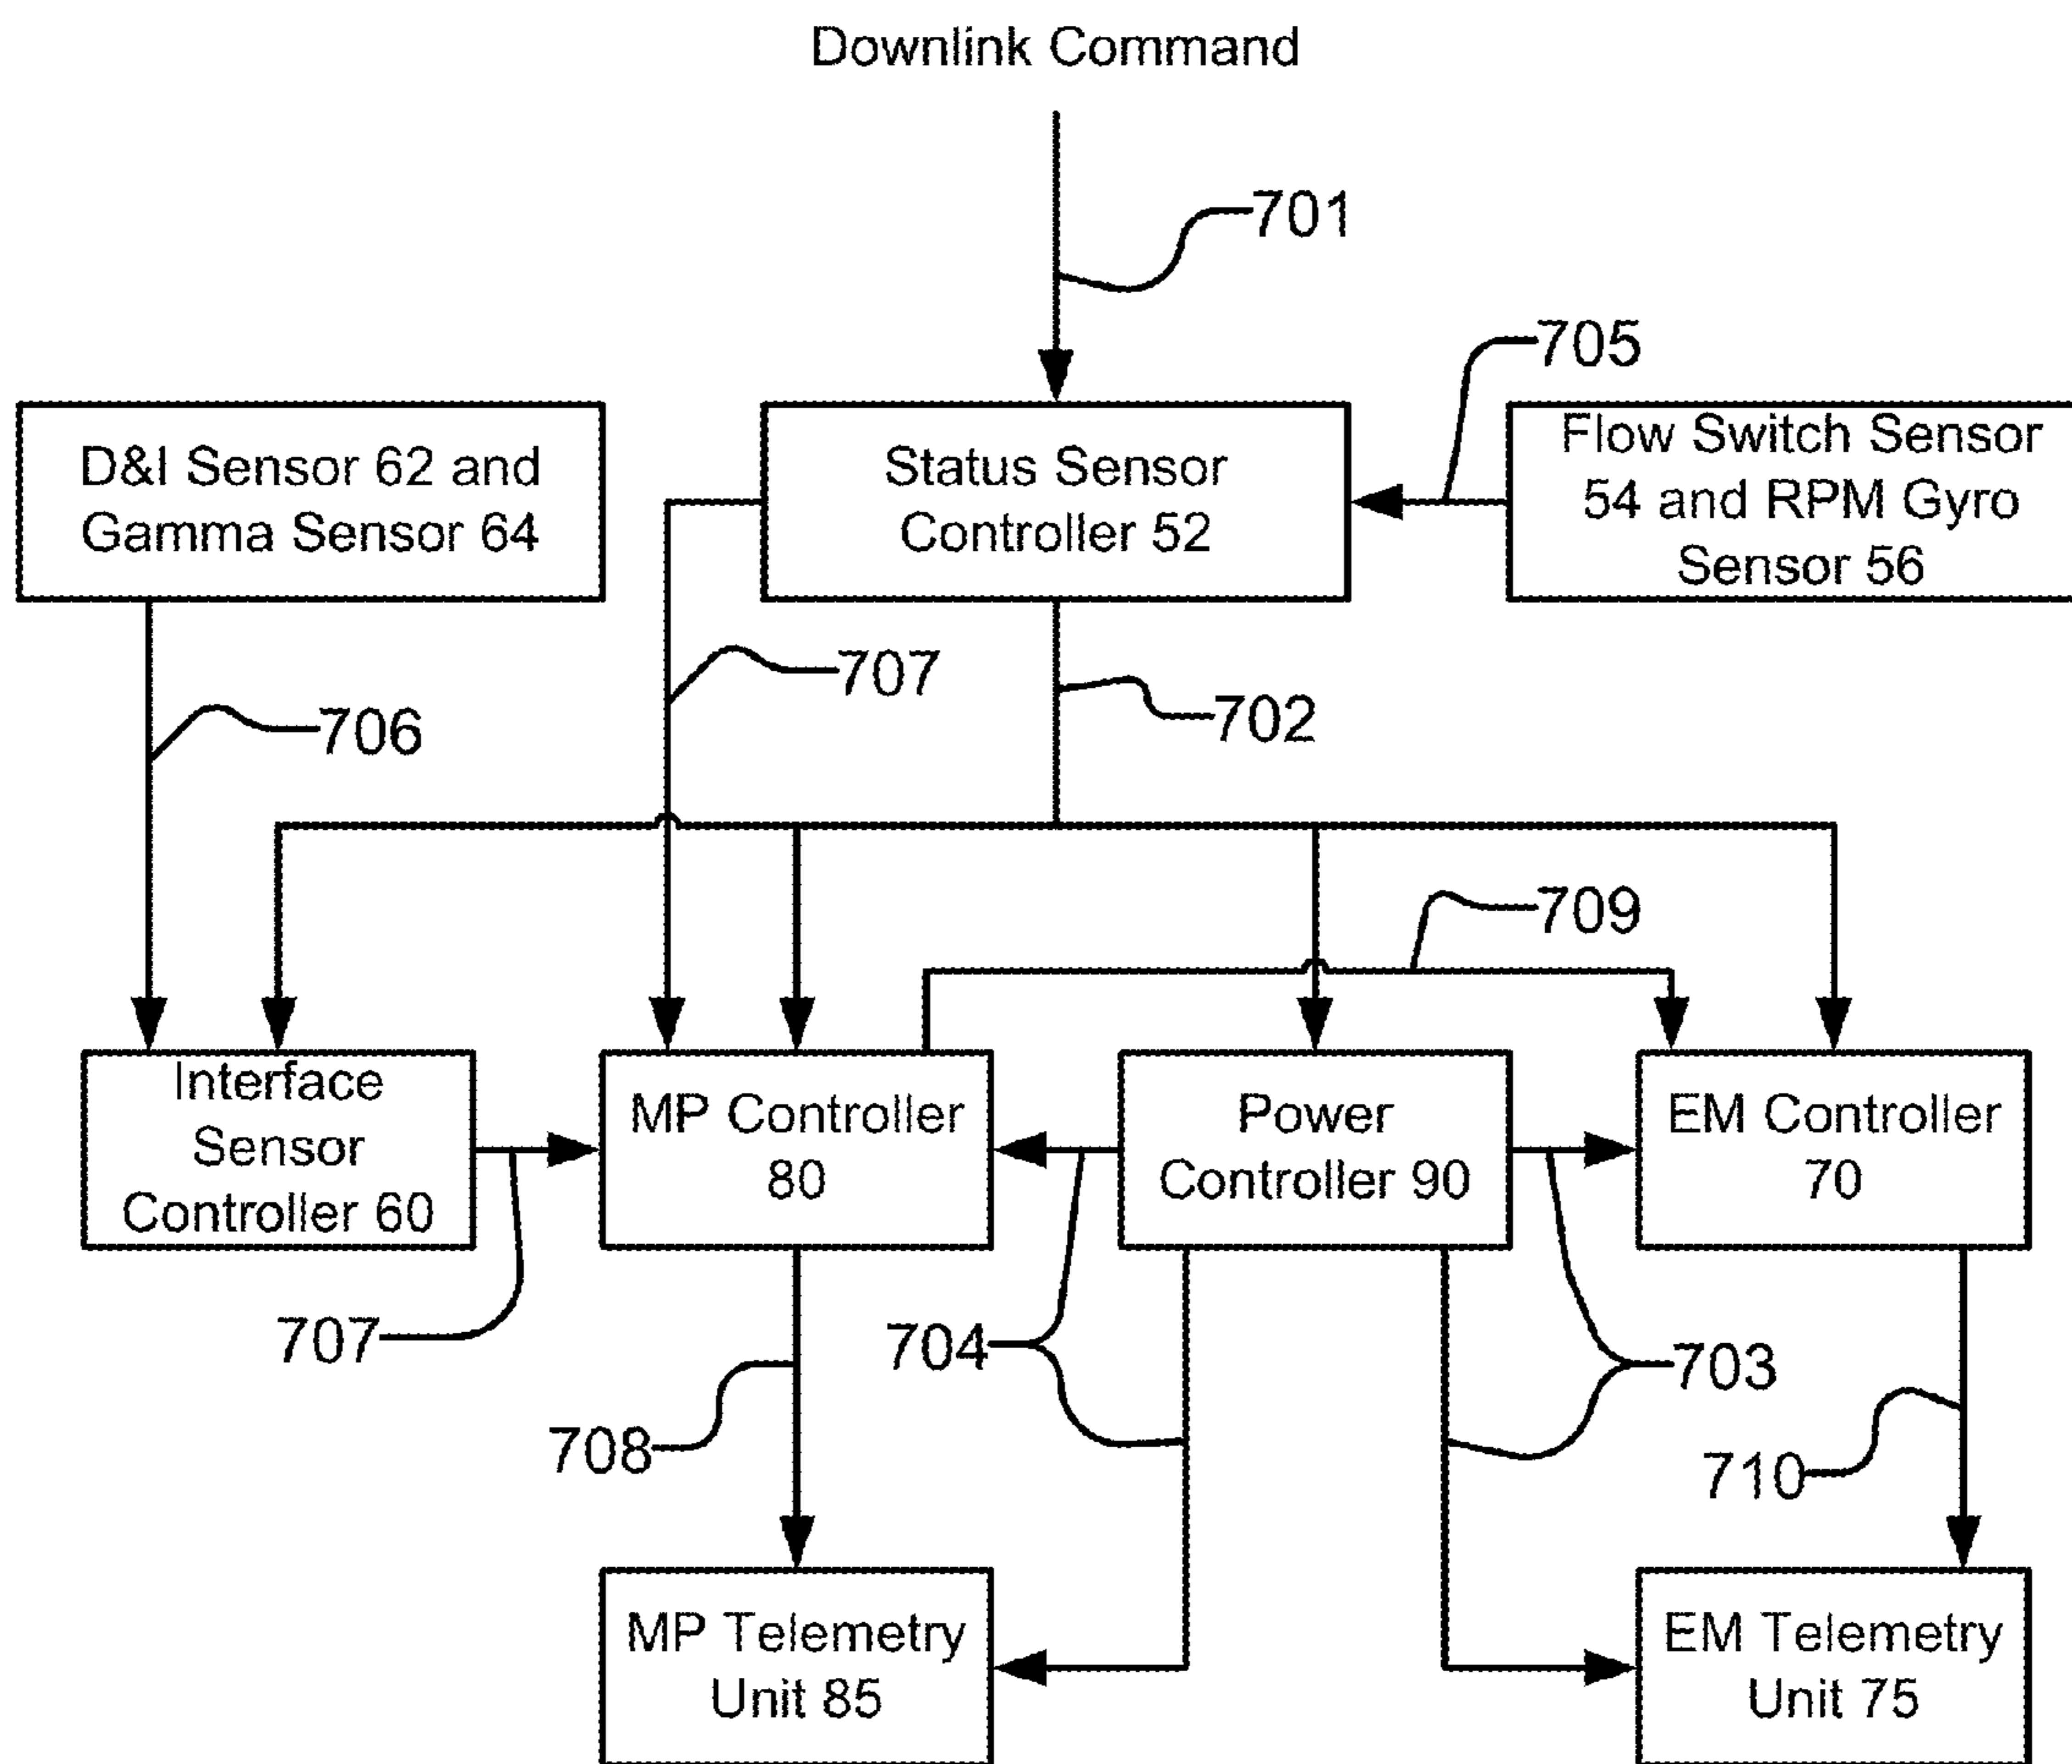 Downlink Command
701
705
D&I Sensor 62 and
Gamma Sensor 64
Status Sensor
Controller 52
Flow Switch Sensor
54 and RPM Gyro
Sensor 56
707
702
706
709
Interface
Sensor
Controller 60
MP Controller
80
Power
Controller 90
EM Controller
70
707
704
703
708
710
MP Telemetry
Unit 85
EM Telemetry
Unit 75